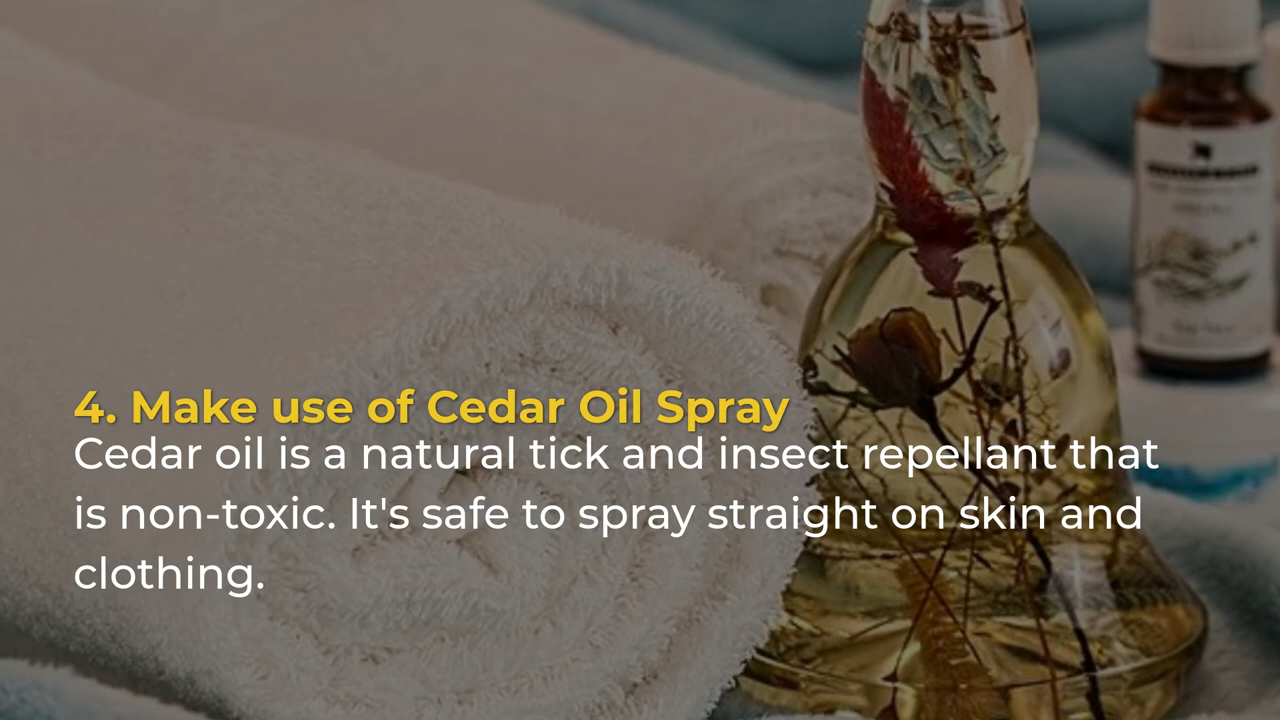 4. Make use of Cedar Oil Spray
Cedar oil is a natural tick and insect repellant that
is non-toxic. It's safe to spray straight on skin and
clothing.